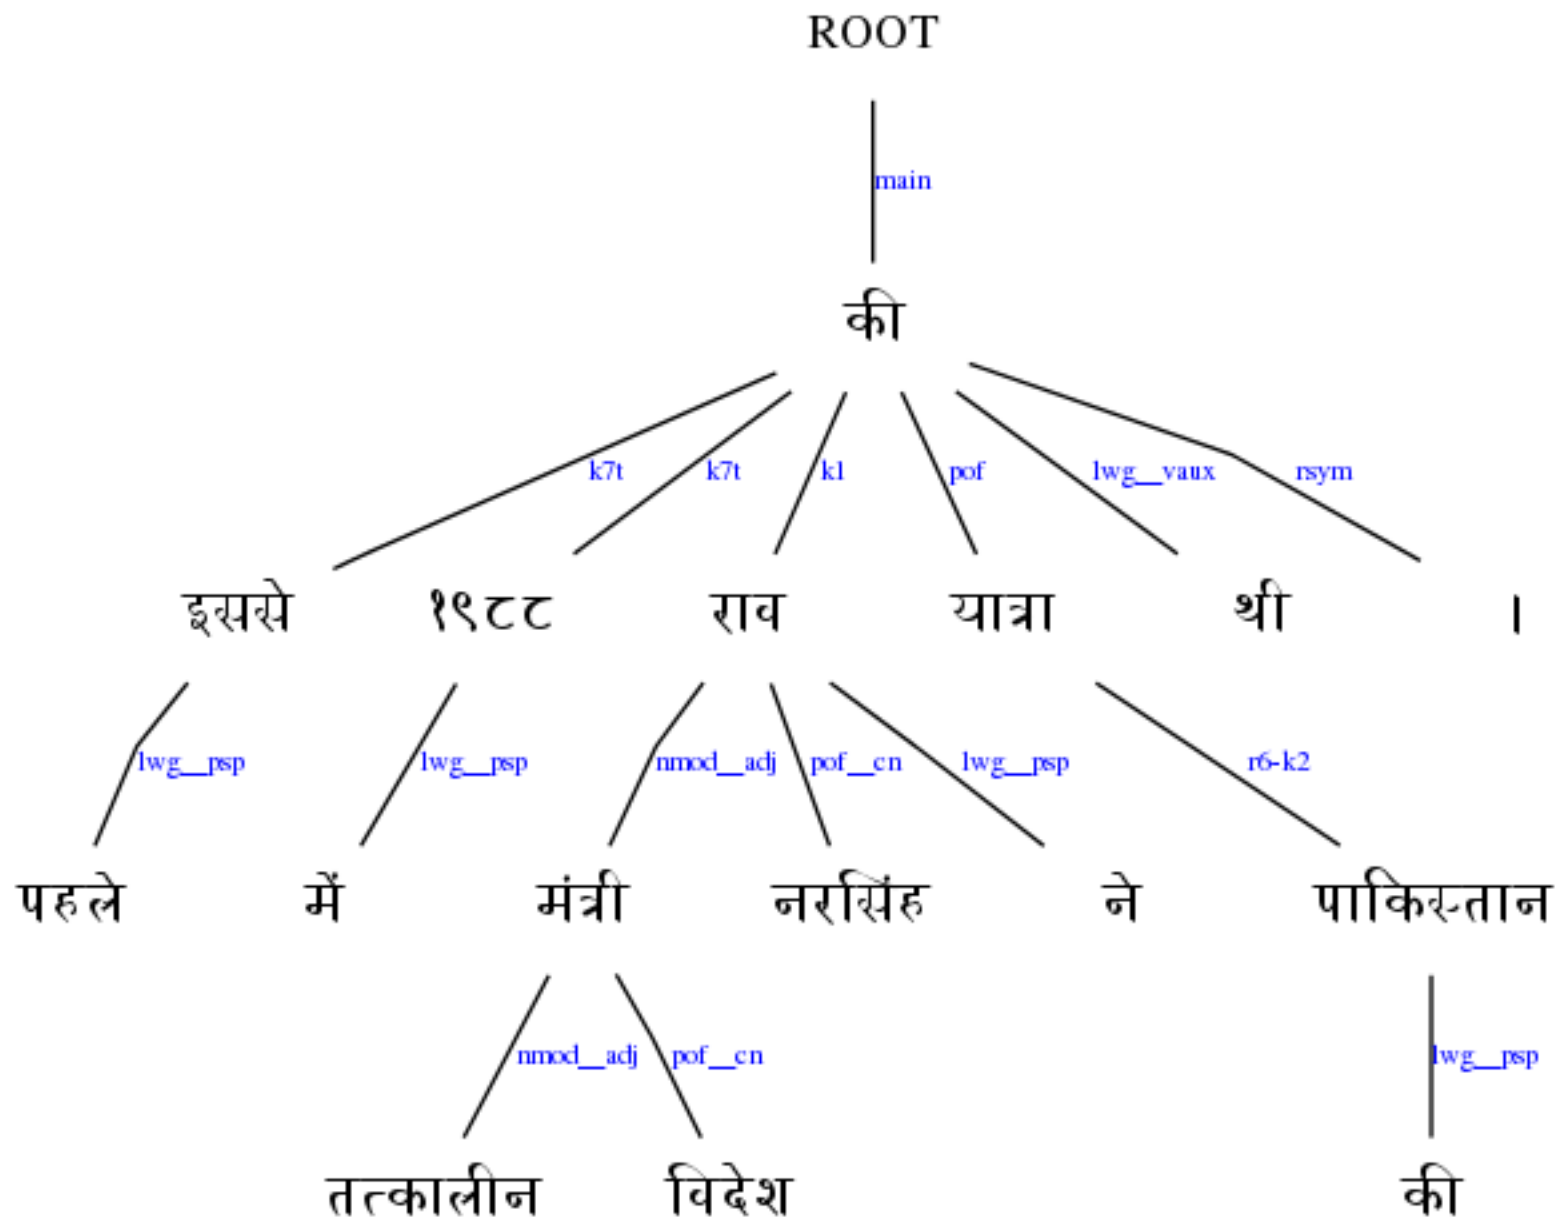 ROOT
main
की
k7t k7t k1 pof lwg__vaux rsym
इससे १९८८ राव यात्रा थी ।
lwg__psp lwg__psp nmod__adj pof__cn lwg__psp r6-k2
पहले में मंत्री नरसिंह ने पाकिस्तान
nmod__adj pof__cn lwg__psp
तत्कालीन विदेश की